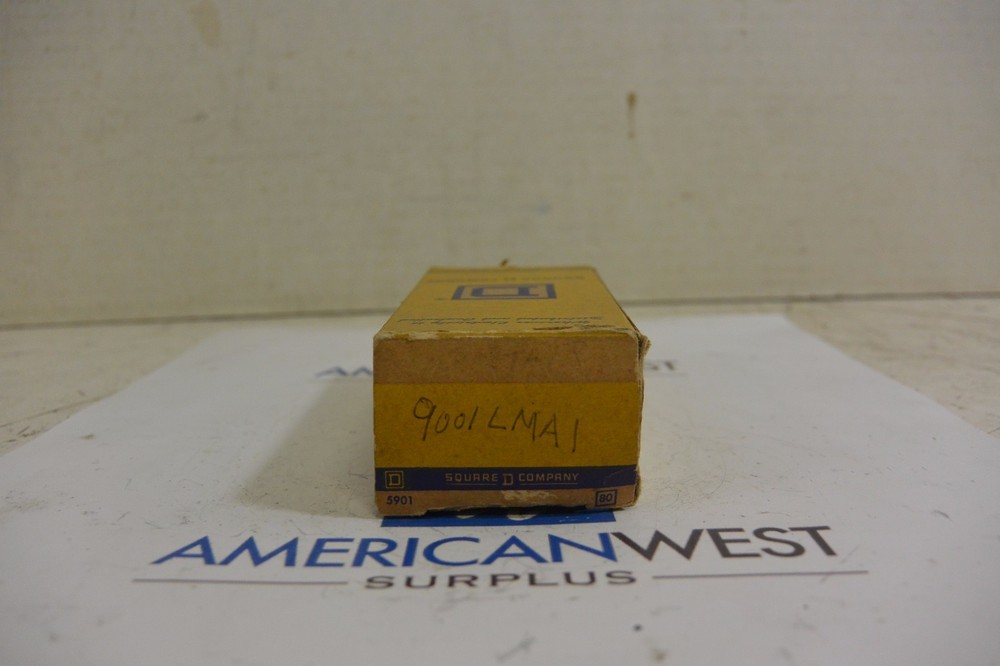 D
9001LMA1
D SQUARE D COMPANY
5901 80
AMERICANWEST
SURPLUS